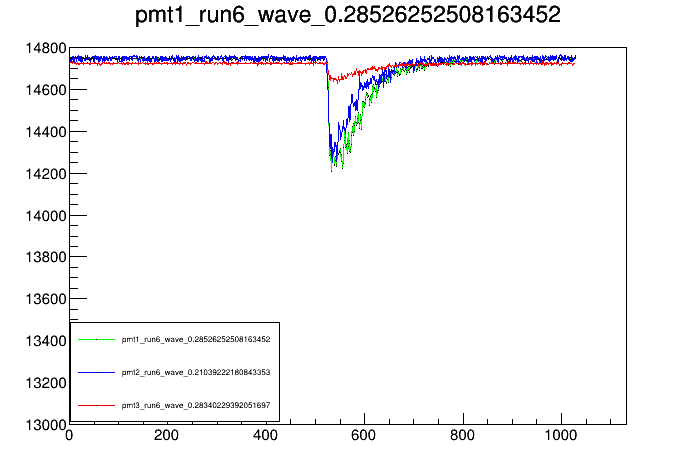 pmt1_run6_wave_0.28526252508163452
14800
14600
14400
14200
14000
13800
13600
13400
13200
13000
pmt1_run6_wave_0.28526252508163452
pmt2_run6_wave_0.21039222180843353
pmt3_run6_wave_0.28340229392051697
0 200 400 600 800 1000